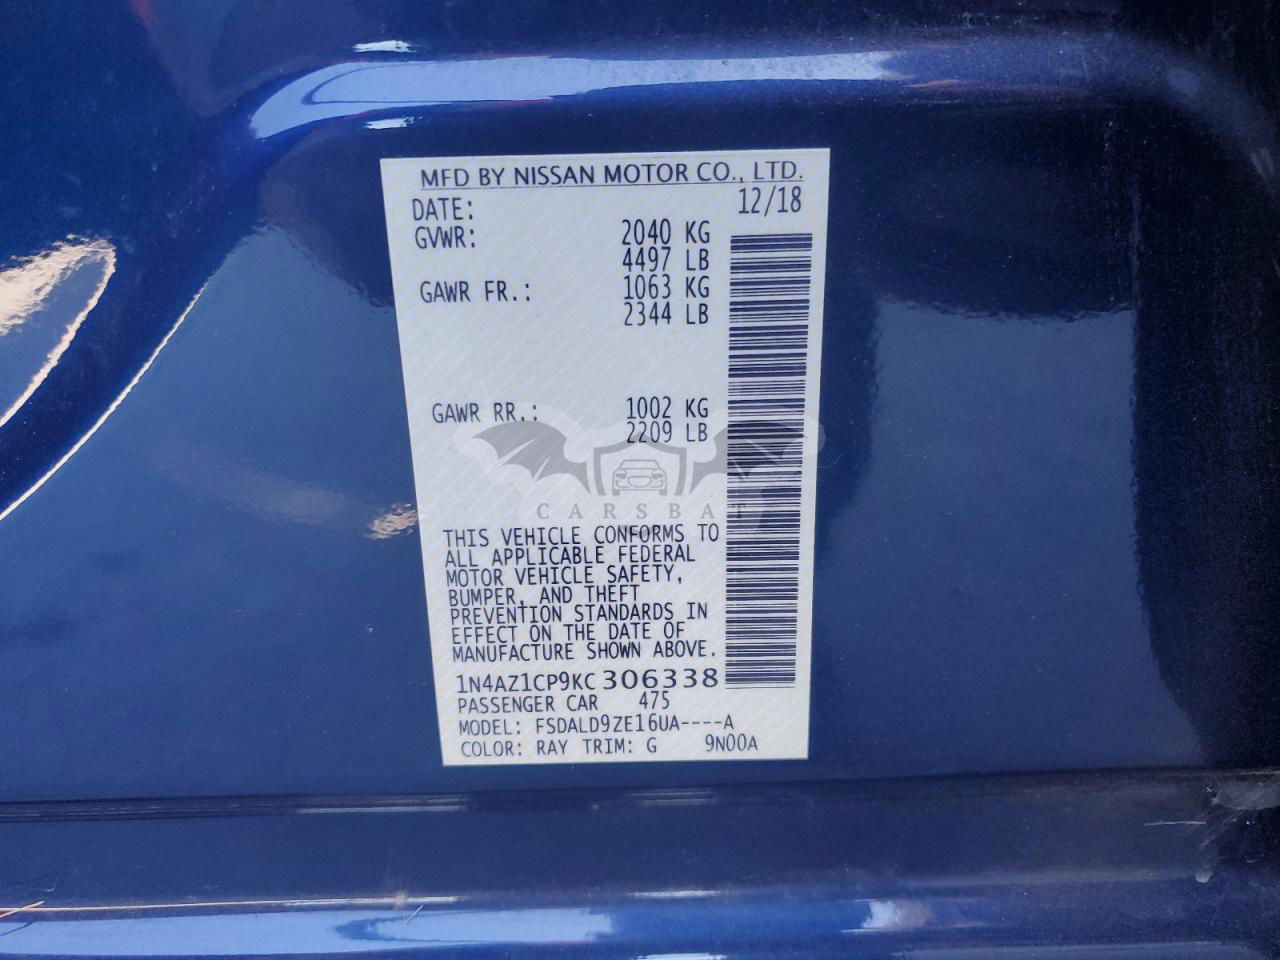 MFD BY NISSAN MOTOR CO., LTD.
DATE: 12/18
GVWR: 2040 KG
4497 LB
GAWR FR.: 1063 KG
2344 LB
GAWR RR.: 1002 KG
2209 LB
CARSBAT
THIS VEHICLE CONFORMS TO
ALL APPLICABLE FEDERAL
MOTOR VEHICLE SAFETY,
BUMPER, AND THEFT
PREVENTION STANDARDS IN
EFFECT ON THE DATE OF
MANUFACTURE SHOWN ABOVE.
1N4AZ1CP9KC306338
PASSENGER CAR 475
MODEL: FSDALD9ZE16UA----A
COLOR: RAY TRIM: G 9N00A